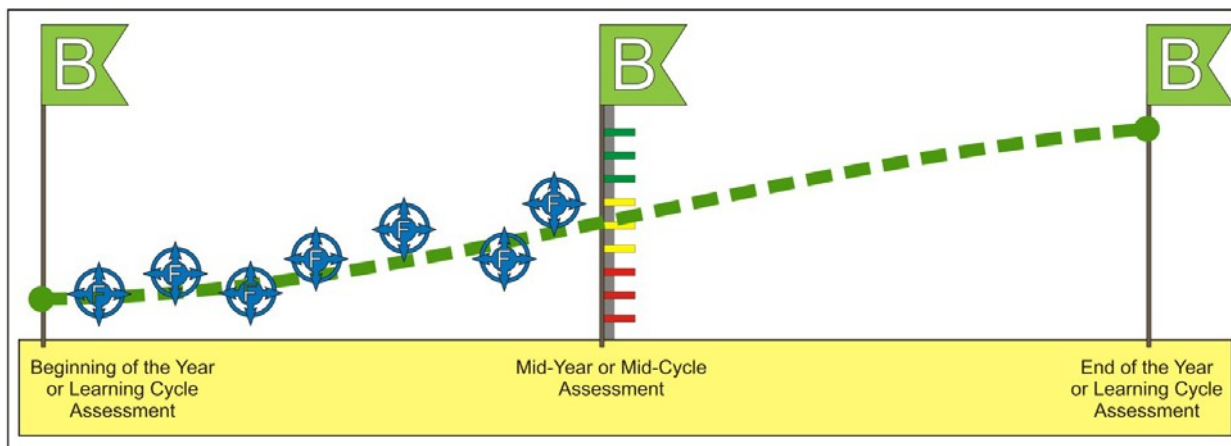 B
B
B
F
F
F
F
F
F
F
Beginning of the Year
or Learning Cycle
Assessment
Mid-Year or Mid-Cycle
Assessment
End of the Year
or Learning Cycle
Assessment